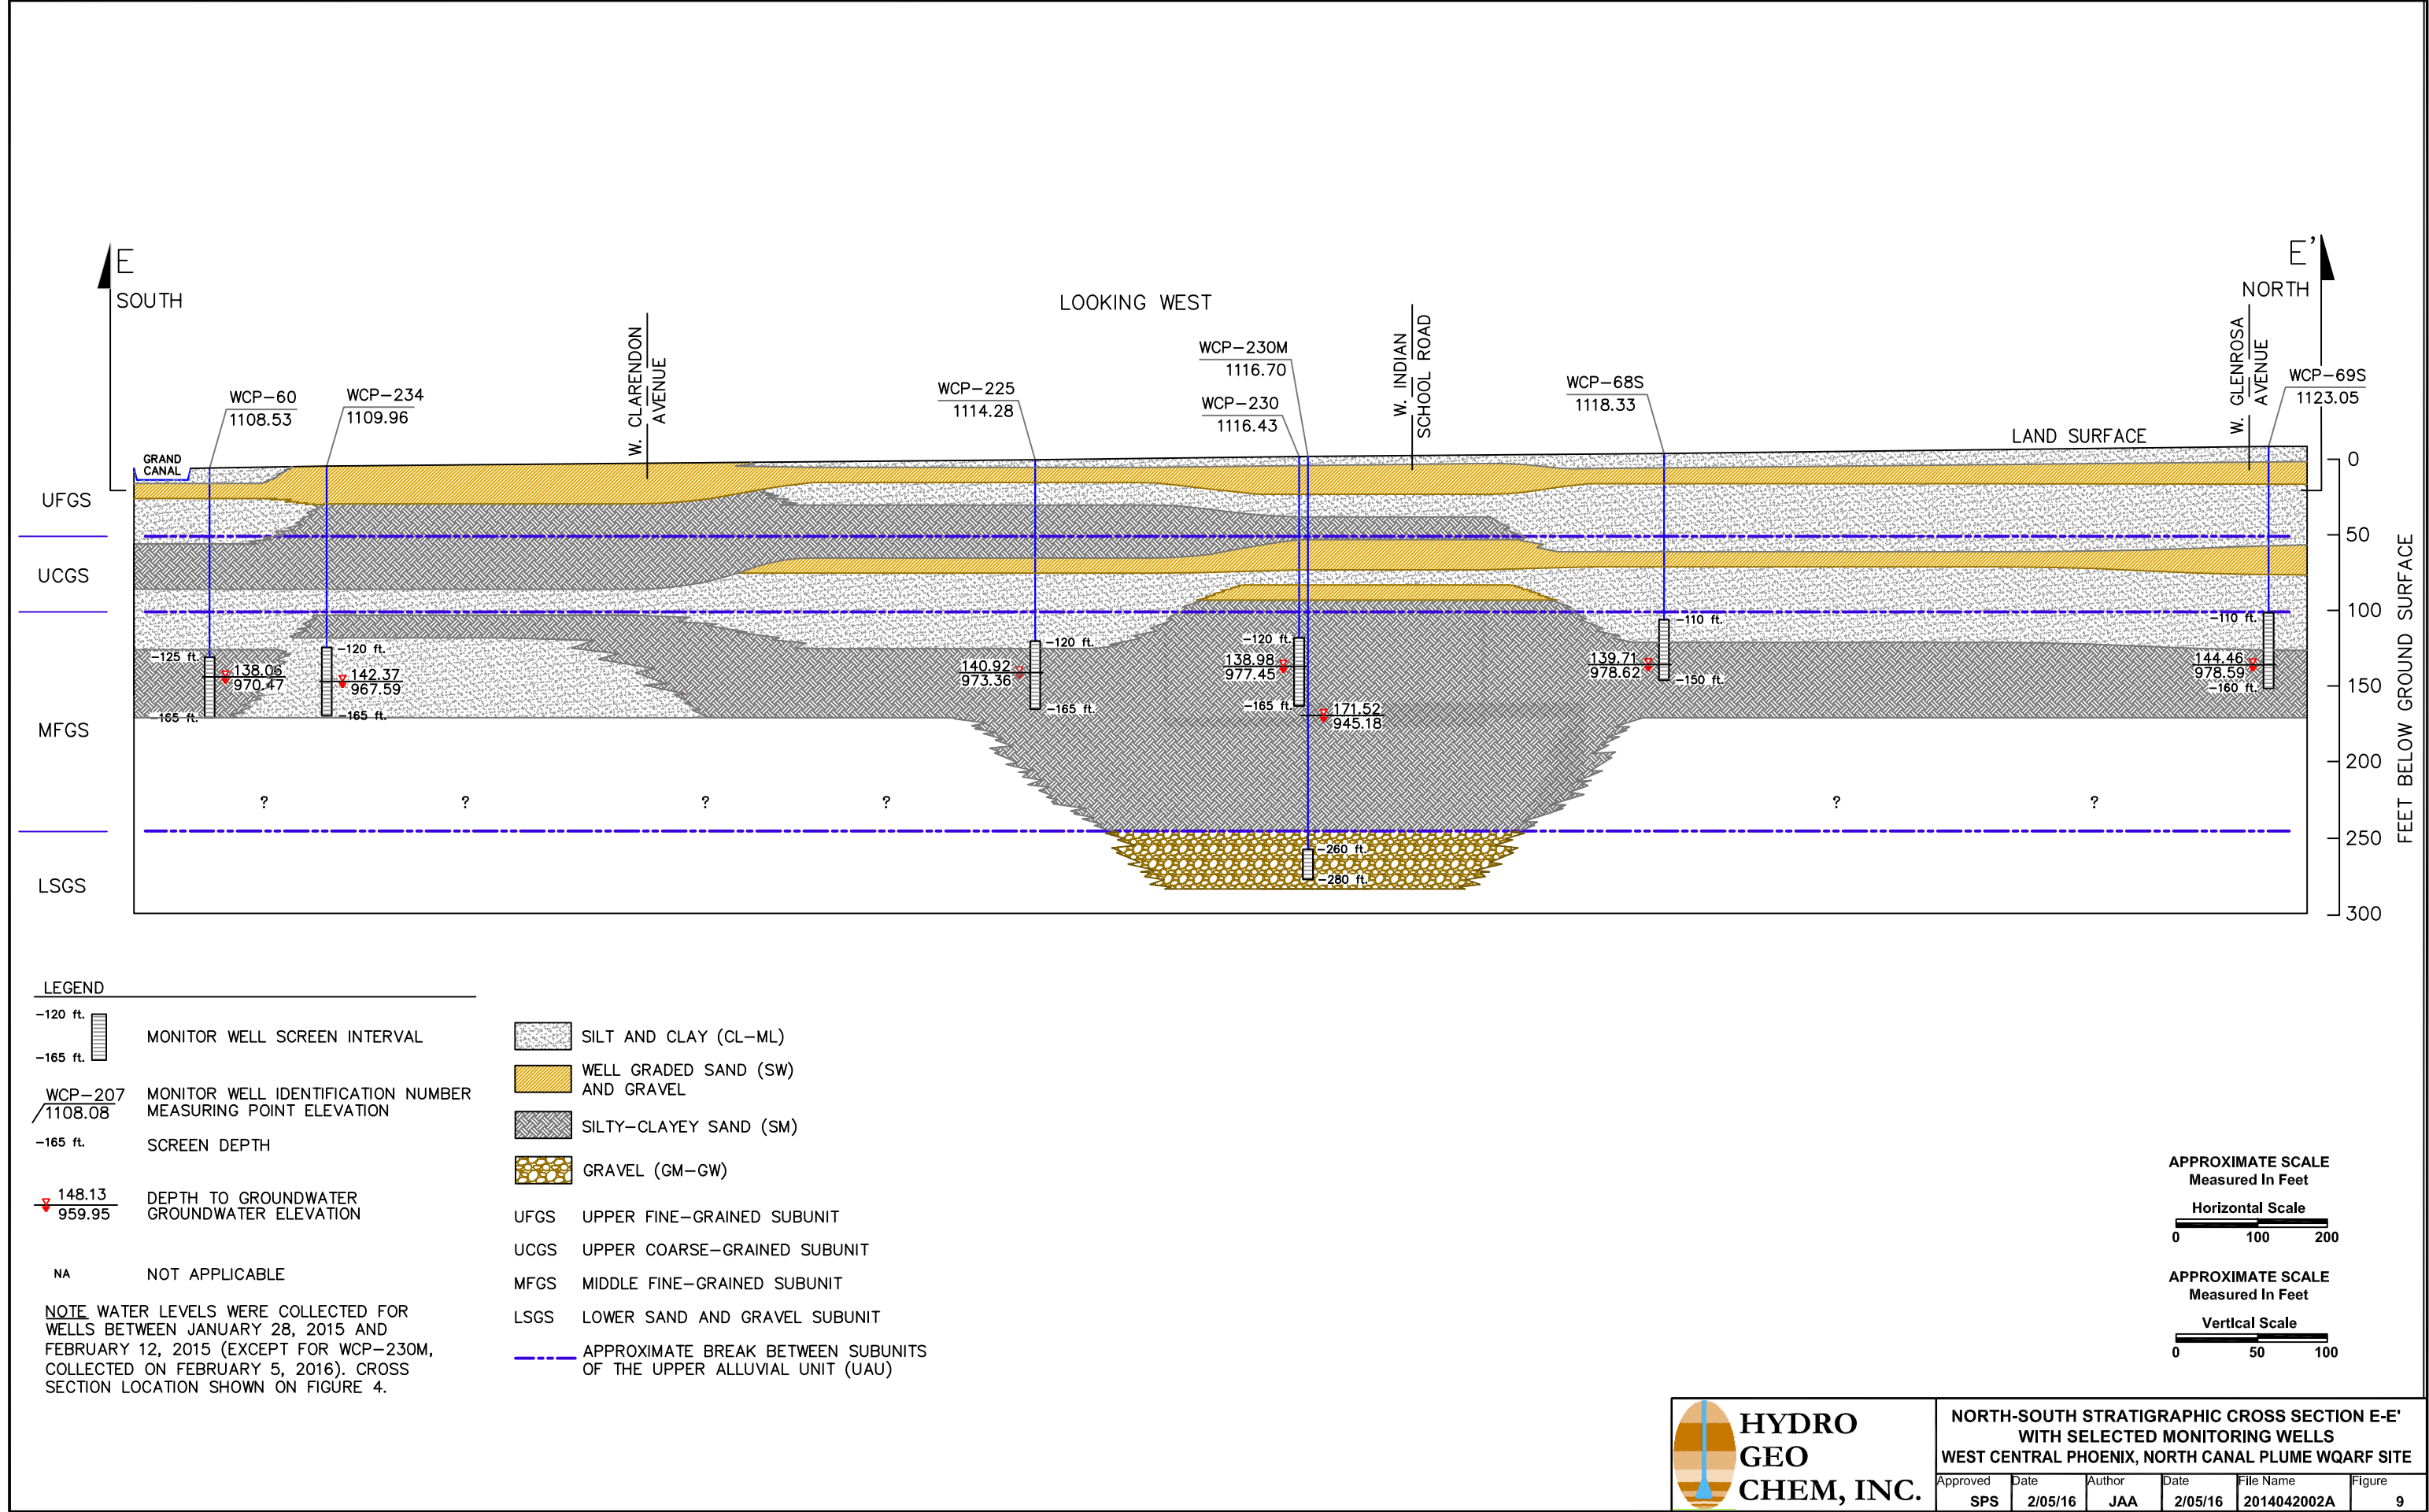 E
SOUTH
LOOKING WEST
E'
NORTH
W. CLARENDON
AVENUE
W. INDIAN
SCHOOL ROAD
W. GLENROSA
AVENUE
WCP-60
1108.53
WCP-234
1109.96
WCP-225
1114.28
WCP-230M
1116.70
WCP-230
1116.43
WCP-68S
1118.33
WCP-69S
1123.05
GRAND
CANAL
LAND SURFACE
UFGS
UCGS
MFGS
LSGS
0
50
100
150
200
250
300
FEET BELOW GROUND SURFACE
-125 ft.
138.06
970.47
-165 ft.
-120 ft.
142.37
967.59
-165 ft.
-120 ft.
140.92
973.36
-165 ft.
-120 ft.
138.98
977.45
-165 ft.
171.52
945.18
-260 ft.
-280 ft.
-110 ft.
139.71
978.62
-150 ft.
-110 ft.
144.46
978.59
-160 ft.
? ? ? ? ? ?
LEGEND
-120 ft.
-165 ft.
MONITOR WELL SCREEN INTERVAL
WCP-207
1108.08
MONITOR WELL IDENTIFICATION NUMBER
MEASURING POINT ELEVATION
-165 ft.
SCREEN DEPTH
148.13
959.95
DEPTH TO GROUNDWATER
GROUNDWATER ELEVATION
NA
NOT APPLICABLE
NOTE WATER LEVELS WERE COLLECTED FOR
WELLS BETWEEN JANUARY 28, 2015 AND
FEBRUARY 12, 2015 (EXCEPT FOR WCP-230M,
COLLECTED ON FEBRUARY 5, 2016). CROSS
SECTION LOCATION SHOWN ON FIGURE 4.
SILT AND CLAY (CL-ML)
WELL GRADED SAND (SW)
AND GRAVEL
SILTY-CLAYEY SAND (SM)
GRAVEL (GM-GW)
UFGS UPPER FINE-GRAINED SUBUNIT
UCGS UPPER COARSE-GRAINED SUBUNIT
MFGS MIDDLE FINE-GRAINED SUBUNIT
LSGS LOWER SAND AND GRAVEL SUBUNIT
APPROXIMATE BREAK BETWEEN SUBUNITS
OF THE UPPER ALLUVIAL UNIT (UAU)
APPROXIMATE SCALE
Measured In Feet
Horizontal Scale
0 100 200
APPROXIMATE SCALE
Measured In Feet
Vertical Scale
0 50 100
HYDRO
GEO
CHEM, INC.
NORTH-SOUTH STRATIGRAPHIC CROSS SECTION E-E'
WITH SELECTED MONITORING WELLS
WEST CENTRAL PHOENIX, NORTH CANAL PLUME WQARF SITE
Approved Date Author Date File Name Figure
SPS 2/05/16 JAA 2/05/16 2014042002A 9